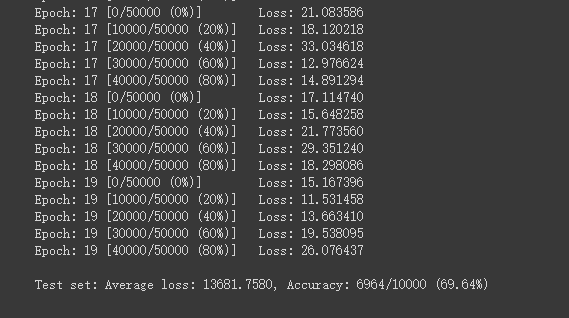 Epoch: 17 [0/50000 (0%)] Loss: 21.083586
Epoch: 17 [10000/50000 (20%)] Loss: 18.120218
Epoch: 17 [20000/50000 (40%)] Loss: 33.034618
Epoch: 17 [30000/50000 (60%)] Loss: 12.976624
Epoch: 17 [40000/50000 (80%)] Loss: 14.891294
Epoch: 18 [0/50000 (0%)] Loss: 17.114740
Epoch: 18 [10000/50000 (20%)] Loss: 15.648258
Epoch: 18 [20000/50000 (40%)] Loss: 21.773560
Epoch: 18 [30000/50000 (60%)] Loss: 29.351240
Epoch: 18 [40000/50000 (80%)] Loss: 18.298086
Epoch: 19 [0/50000 (0%)] Loss: 15.167396
Epoch: 19 [10000/50000 (20%)] Loss: 11.531458
Epoch: 19 [20000/50000 (40%)] Loss: 13.663410
Epoch: 19 [30000/50000 (60%)] Loss: 19.538095
Epoch: 19 [40000/50000 (80%)] Loss: 26.076437
Test set: Average loss: 13681.7580, Accuracy: 6964/10000 (69.64%)